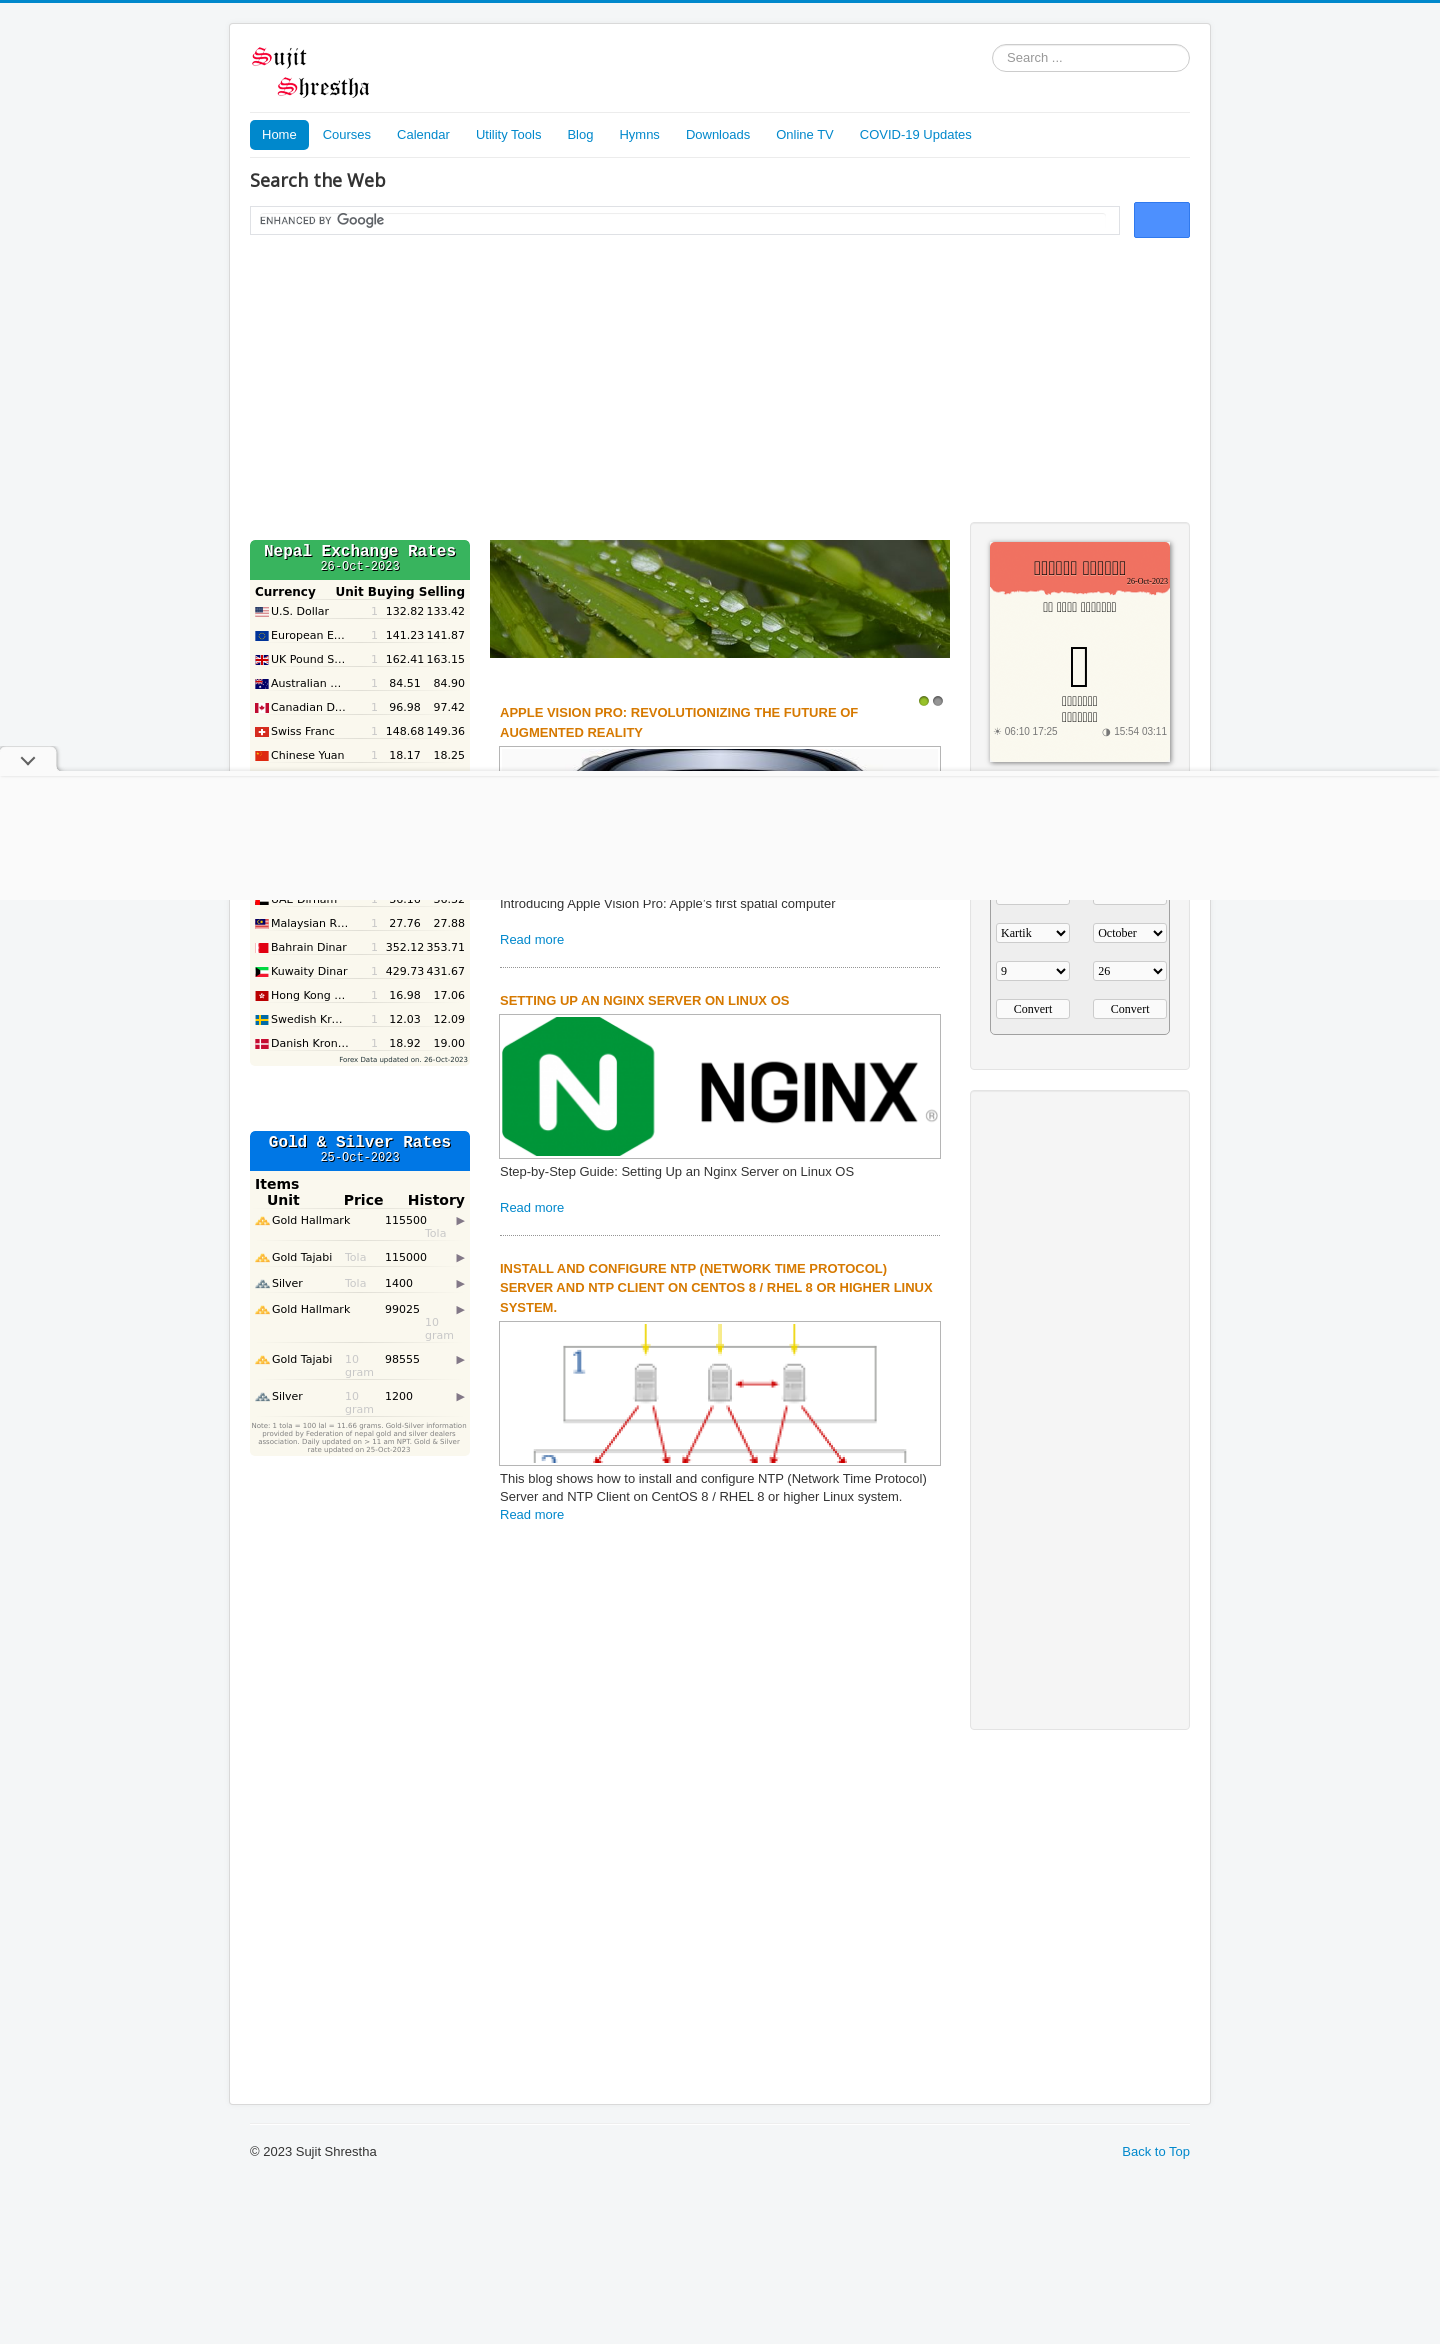 Sujit
Shrestha
Search ...
Home Courses Calendar Utility Tools Blog Hymns Downloads Online TV COVID-19 Updates
Search the Web
ENHANCED BY Google
Nepal Exchange Rates
26-Oct-2023
Currency Unit Buying Selling
U.S. Dollar 1 132.82 133.42
European E... 1 141.23 141.87
UK Pound S... 1 162.41 163.15
Australian ... 1 84.51 84.90
Canadian D... 1 96.98 97.42
Swiss Franc 1 148.68 149.36
Chinese Yuan 1 18.17 18.25
Malaysian R... 1 27.76 27.88
Bahrain Dinar 1 352.12 353.71
Kuwaity Dinar 1 429.73 431.67
Hong Kong ... 1 16.98 17.06
Swedish Kr... 1 12.03 12.09
Danish Kron... 1 18.92 19.00
Forex Data updated on. 26-Oct-2023
Gold & Silver Rates
25-Oct-2023
Items
Unit Price History
Gold Hallmark 115500
Tola
Gold Tajabi Tola 115000
Silver Tola 1400
Gold Hallmark 99025
10
gram
Gold Tajabi 10 98555
gram
Silver 10 1200
gram
Note: 1 tola = 100 lal = 11.66 grams. Gold-Silver information
provided by Federation of nepal gold and silver dealers
association. Daily updated on > 11 am NPT. Gold & Silver
rate updated on 25-Oct-2023
APPLE VISION PRO: REVOLUTIONIZING THE FUTURE OF
AUGMENTED REALITY
Introducing Apple Vision Pro: Apple's first spatial computer
Read more
SETTING UP AN NGINX SERVER ON LINUX OS
NGINX ®
Step-by-Step Guide: Setting Up an Nginx Server on Linux OS
Read more
INSTALL AND CONFIGURE NTP (NETWORK TIME PROTOCOL)
SERVER AND NTP CLIENT ON CENTOS 8 / RHEL 8 OR HIGHER LINUX
SYSTEM.
1
This blog shows how to install and configure NTP (Network Time Protocol)
Server and NTP Client on CentOS 8 / RHEL 8 or higher Linux system.
Read more
26-Oct-2023
☀ 06:10 17:25 ◑ 15:54 03:11
Kartik October
9 26
Convert Convert
© 2023 Sujit Shrestha
Back to Top